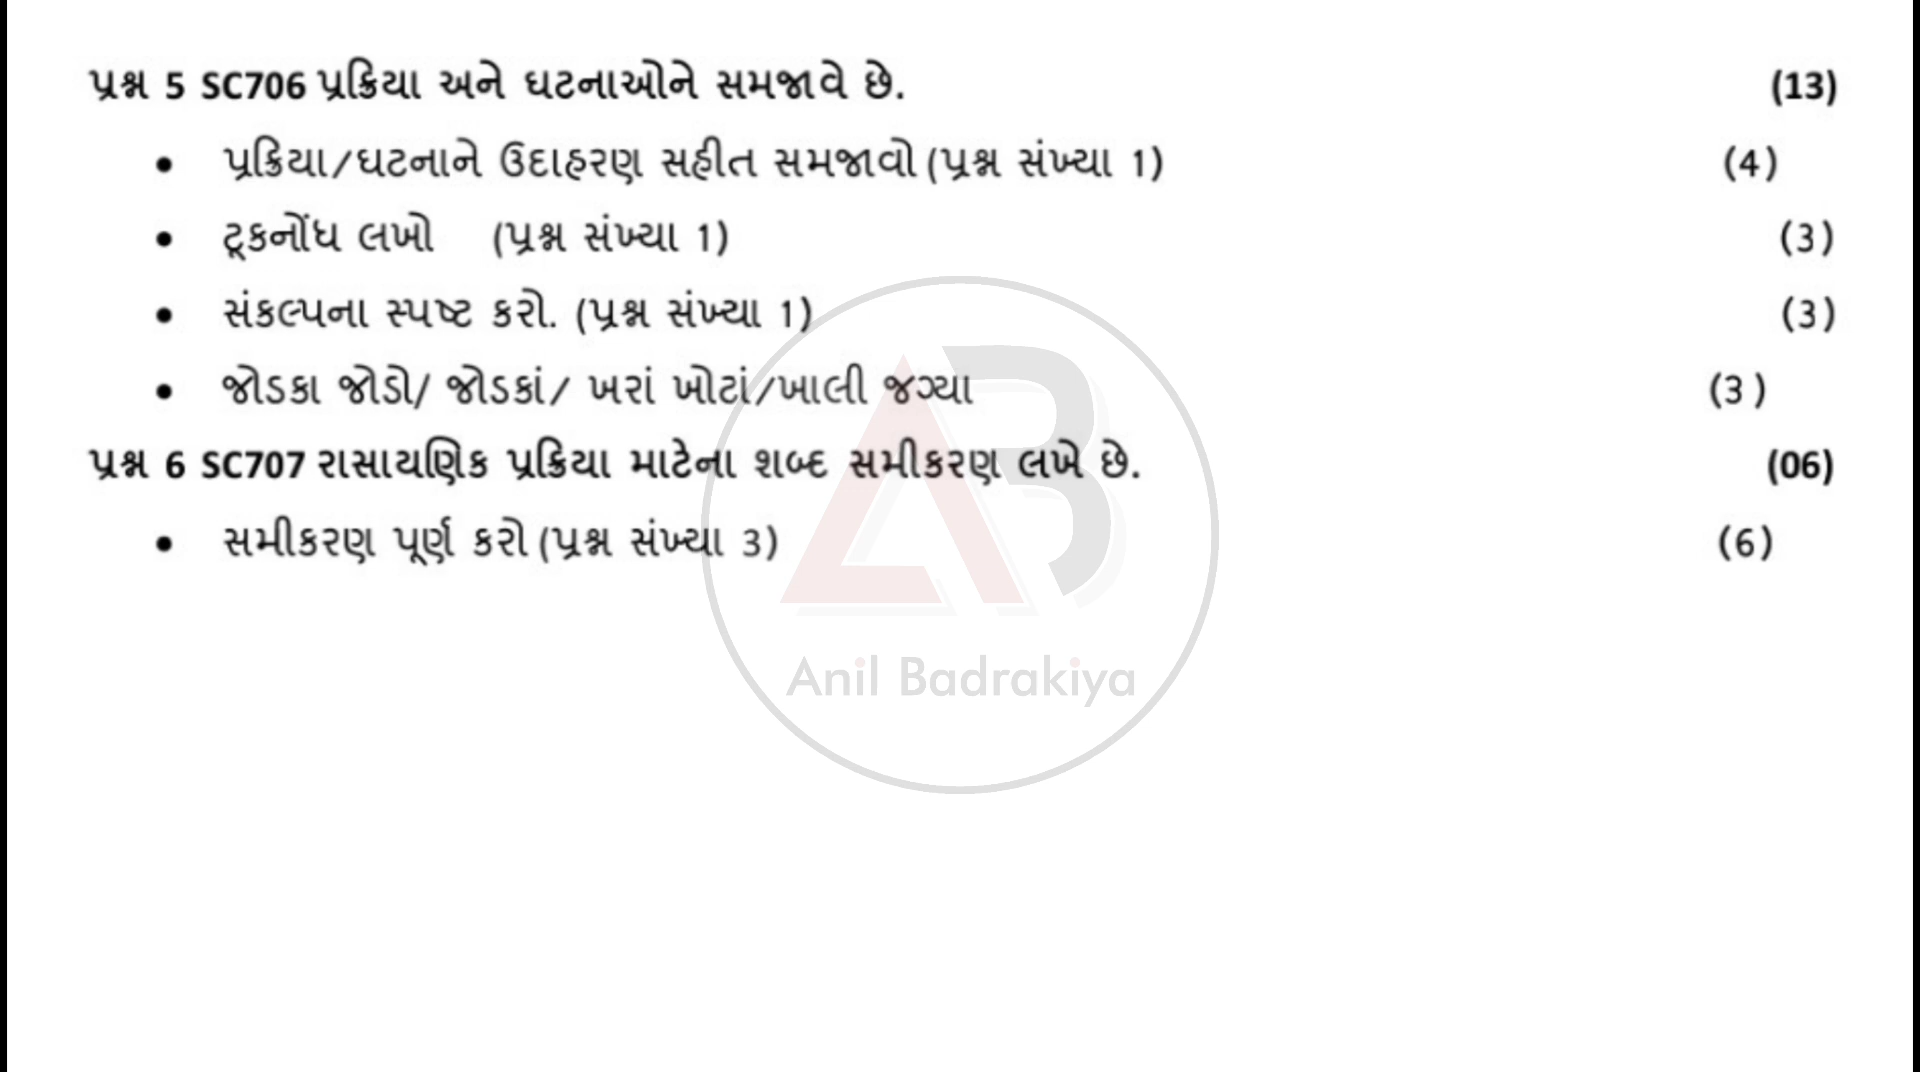 પ્રશ્ન 5 SC706 પ્રક્રિયા અને ઘટનાઓને સમજાવે છે. (13)
• પ્રક્રિયા/ઘટનાને ઉદાહરણ સહીત સમજાવો (પ્રશ્ન સંખ્યા 1) (4)
• ટૂકનોંધ લખો (પ્રશ્ન સંખ્યા 1) (3)
• સંકલ્પના સ્પષ્ટ કરો. (પ્રશ્ન સંખ્યા 1) (3)
• જોડકા જોડો/ જોડકાં/ ખરાં ખોટાં/ખાલી જગ્યા (3 )
પ્રશ્ન 6 SC707 રાસાયણિક પ્રક્રિયા માટેના શબ્દ સમીકરણ લખે છે. (06)
• સમીકરણ પૂર્ણ કરો (પ્રશ્ન સંખ્યા 3) (6)
AB
Anil Badrakiya